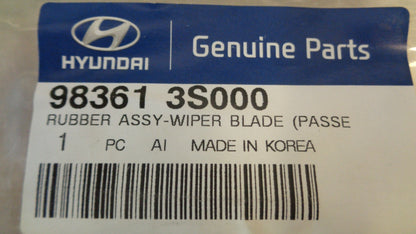 HYUNDAI
Genuine Parts
98361 3S000
RUBBER ASSY-WIPER BLADE (PASSE
1 PC AI MADE IN KOREA